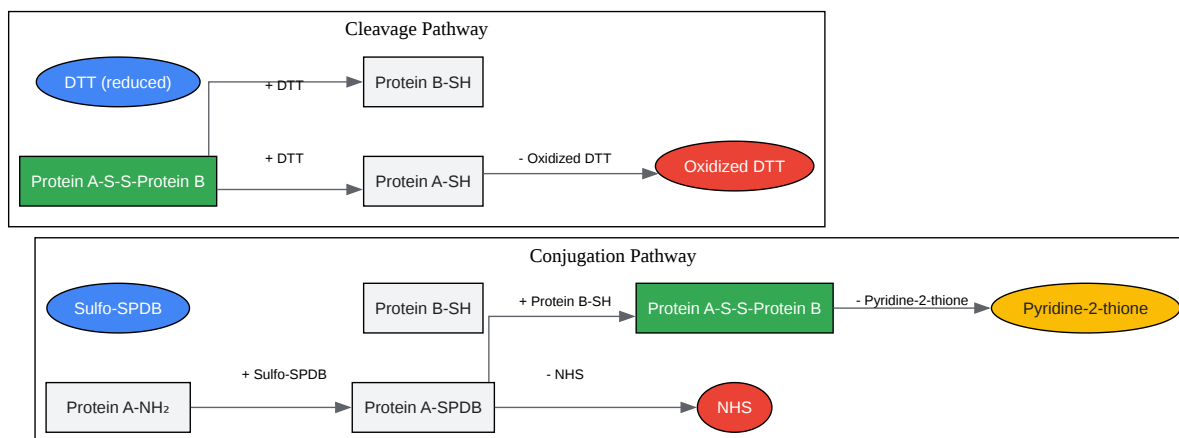 Cleavage Pathway
DTT (reduced)
+ DTT
Protein B-SH
Protein A-S-S-Protein B
+ DTT
Protein A-SH
- Oxidized DTT
Oxidized DTT
Conjugation Pathway
Sulfo-SPDB
Protein B-SH
+ Protein B-SH
Protein A-S-S-Protein B
- Pyridine-2-thione
Pyridine-2-thione
Protein A-NH₂
+ Sulfo-SPDB
Protein A-SPDB
- NHS
NHS